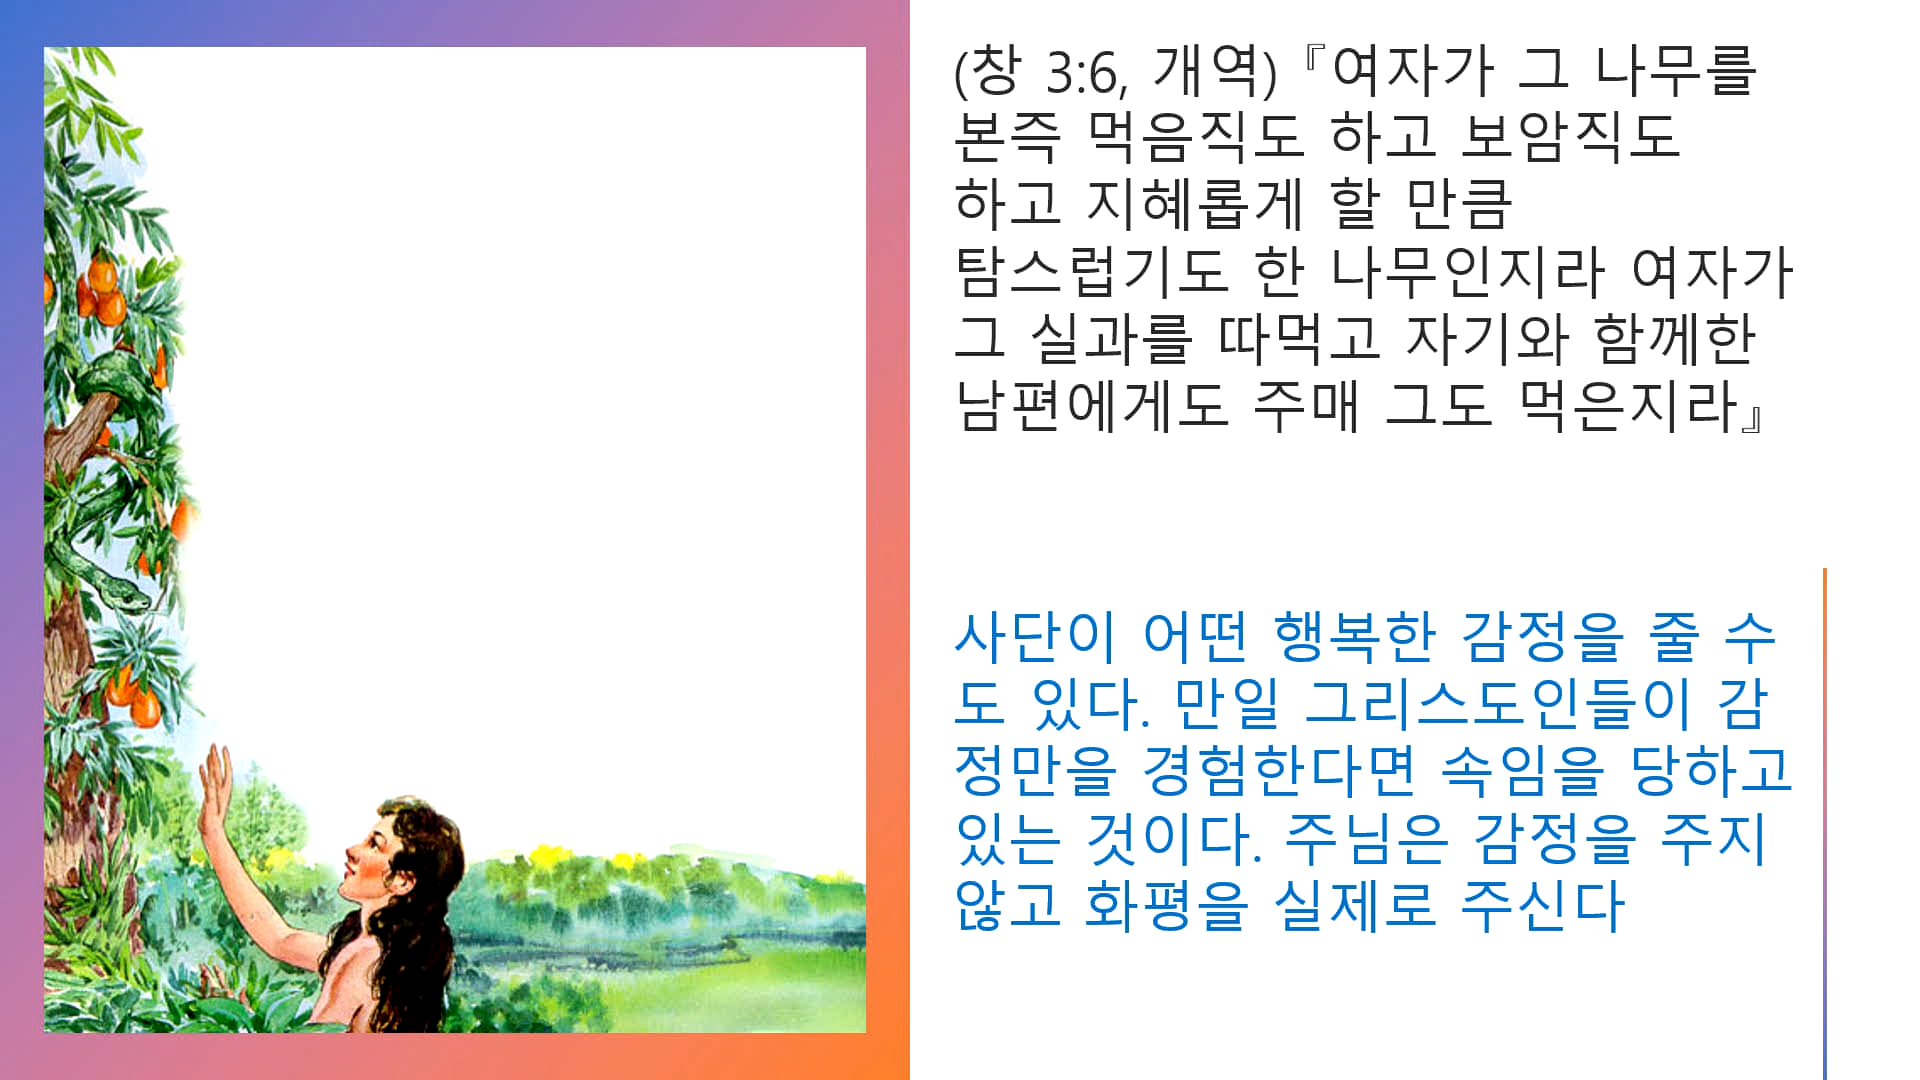 (창 3:6, 개역)『여자가 그 나무를
본즉 먹음직도 하고 보암직도
하고 지혜롭게 할 만큼
탐스럽기도 한 나무인지라 여자가
그 실과를 따먹고 자기와 함께한
남편에게도 주매 그도 먹은지라』
사단이 어떤 행복한 감정을 줄 수
도 있다. 만일 그리스도인들이 감
정만을 경험한다면 속임을 당하고
있는 것이다. 주님은 감정을 주지
않고 화평을 실제로 주신다